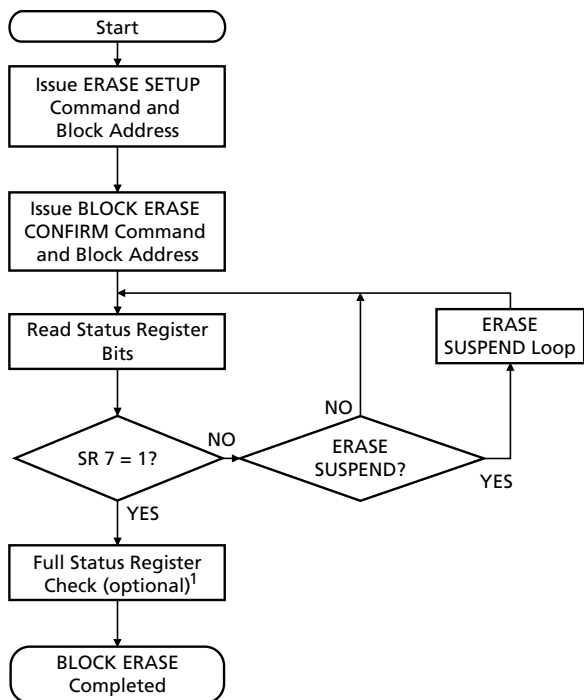 Start
Issue ERASE SETUP
Command and
Block Address
Issue BLOCK ERASE
CONFIRM Command
and Block Address
Read Status Register
Bits
ERASE
SUSPEND Loop
NO
SR 7 = 1?
NO
ERASE
SUSPEND?
YES
YES
Full Status Register
Check (optional)1
BLOCK ERASE
Completed